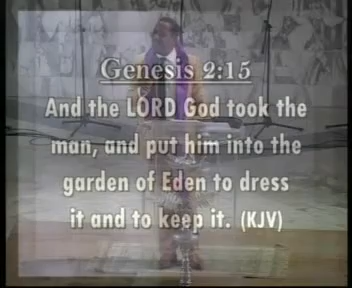 Genesis 2:15
And the LORD God took the
man, and put him into the
garden of Eden to dress
it and to keep it. (KJV)